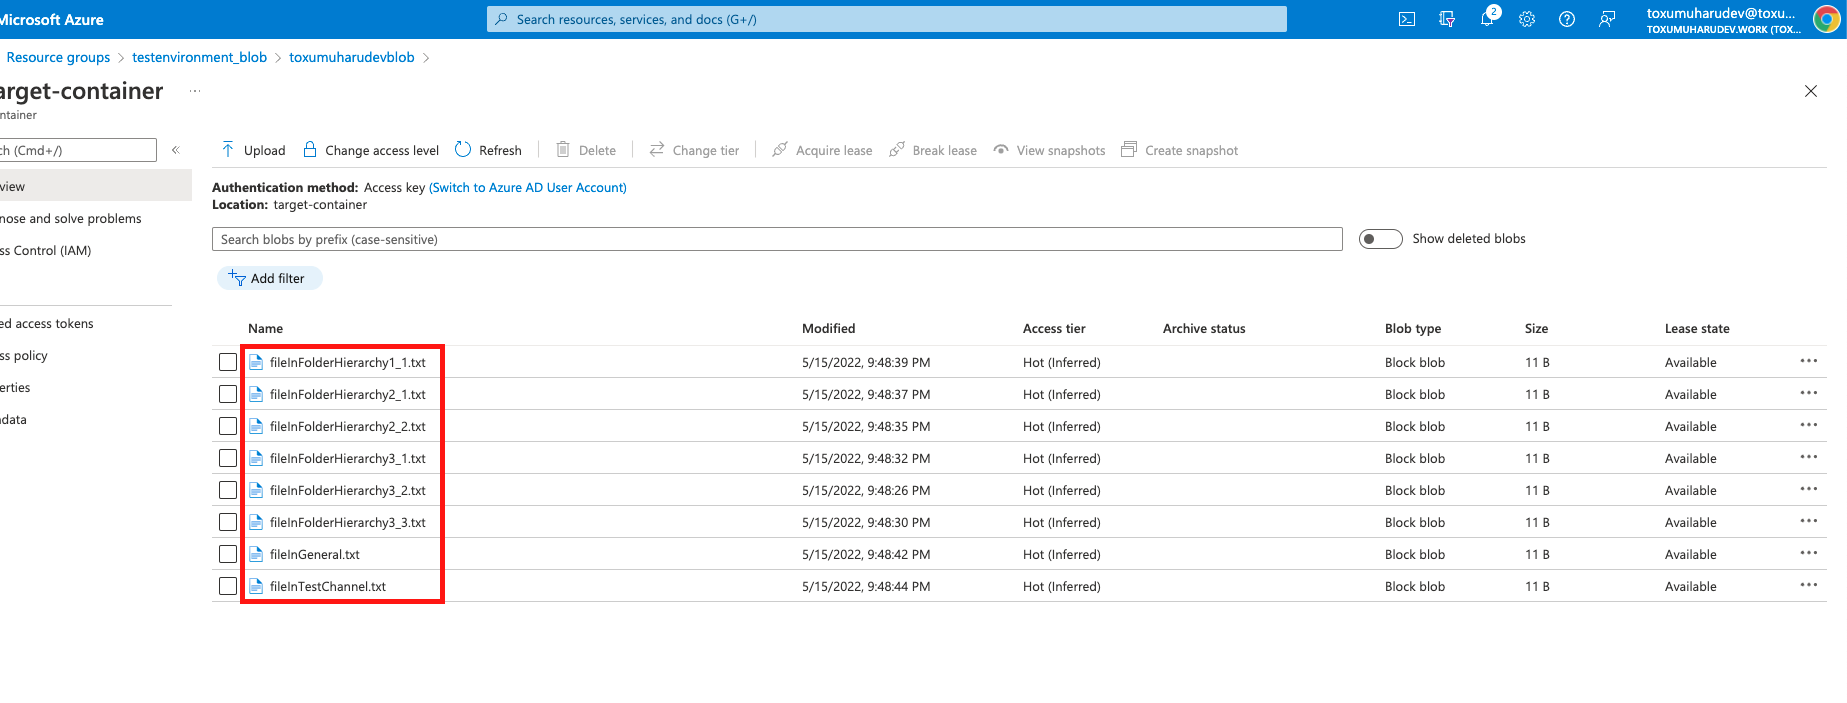 Microsoft Azure
Search resources, services, and docs (G+/)
2
toxumuharudev@toxu...
TOXUMUHARUDEV.WORK (TOX...
Resource groups > testenvironment_blob > toxumuharudevblob >
arget-container ...
ntainer
ch (Cmd+/) «
Upload Change access level Refresh Delete Change tier Acquire lease Break lease View snapshots Create snapshot
view
nose and solve problems
ss Control (IAM)
ed access tokens
ss policy
erties
adata
Authentication method: Access key (Switch to Azure AD User Account)
Location: target-container
Search blobs by prefix (case-sensitive) Show deleted blobs
Add filter
Name Modified Access tier Archive status Blob type Size Lease state
fileInFolderHierarchy1_1.txt 5/15/2022, 9:48:39 PM Hot (Inferred) Block blob 11 B Available ...
fileInFolderHierarchy2_1.txt 5/15/2022, 9:48:37 PM Hot (Inferred) Block blob 11 B Available ...
fileInFolderHierarchy2_2.txt 5/15/2022, 9:48:35 PM Hot (Inferred) Block blob 11 B Available ...
fileInFolderHierarchy3_1.txt 5/15/2022, 9:48:32 PM Hot (Inferred) Block blob 11 B Available ...
fileInFolderHierarchy3_2.txt 5/15/2022, 9:48:26 PM Hot (Inferred) Block blob 11 B Available ...
fileInFolderHierarchy3_3.txt 5/15/2022, 9:48:30 PM Hot (Inferred) Block blob 11 B Available ...
fileInGeneral.txt 5/15/2022, 9:48:42 PM Hot (Inferred) Block blob 11 B Available ...
fileInTestChannel.txt 5/15/2022, 9:48:44 PM Hot (Inferred) Block blob 11 B Available ...